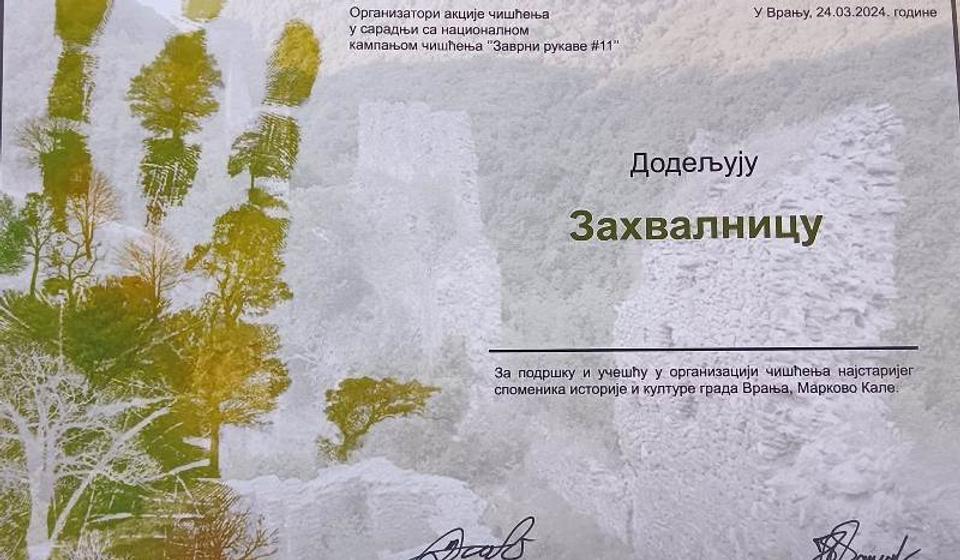 Организатори акције чишћења
у сарадњи са националном
кампањом чишћења "Заврни рукаве #11"
У Врању, 24.03.2024. године
Додељују
Захвалницу
За подршку и учешћу у организацији чишћења најстаријег
споменика историје и културе града Врања, Марково Кале.